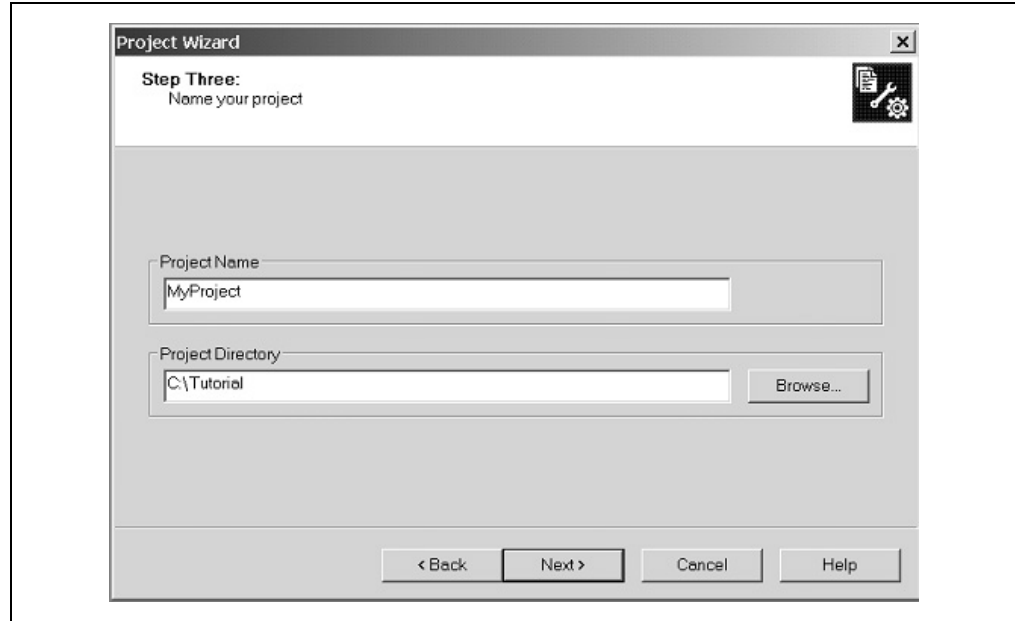 Project Wizard
Step Three:
Name your project
Project Name
MyProject
Project Directory
C:\Tutorial
Browse...
< Back
Next >
Cancel
Help